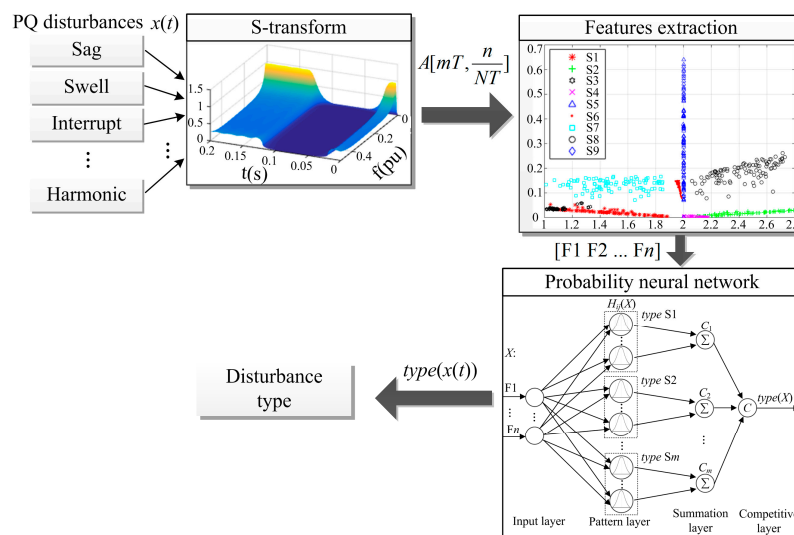 PQ disturbances x(t)
Sag
Swell
Interrupt
⋮
Harmonic
S-transform
1.5
1
0.5
0
0.2
0.15
0.1
0.05
0
t(s)
0
0.2
0.4
f(pu)
A[mT, n/NT]
Features extraction
0.7
0.6
0.5
0.4
0.3
0.2
0.1
0
1 1.2 1.4 1.6 1.8 2 2.2 2.4 2.6 2.8
S1
S2
S3
S4
S5
S6
S7
S8
S9
[F1 F2 ... Fn]
Probability neural network
H_ij(X)
X:
F1
⋮
Fn
type S1
type S2
type Sm
C_1
Σ
C_2
Σ
⋮
C_m
Σ
C
type(X)
Input layer
Pattern layer
Summation layer
Competitive layer
type(x(t))
Disturbance
type